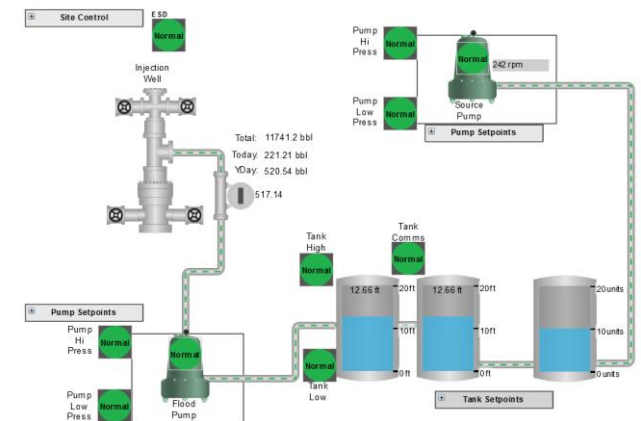 Site Control
ESD
Normal
Injection
Well
Total: 11741.2 bbl
Today: 221.21 bbl
YDay: 520.54 bbl
517.14
Pump
Hi
Press
Normal
Normal
242 rpm
Pump
Low
Press
Normal
Source
Pump
Pump Setpoints
Tank
High
Normal
Tank
Comms
Normal
12.66 ft
20ft
10ft
0ft
12.66 ft
20ft
10ft
0ft
20units
10units
0units
Normal
Tank
Low
Tank Setpoints
Pump Setpoints
Pump
Hi
Press
Normal
Normal
Pump
Low
Press
Normal
Flood
Pump